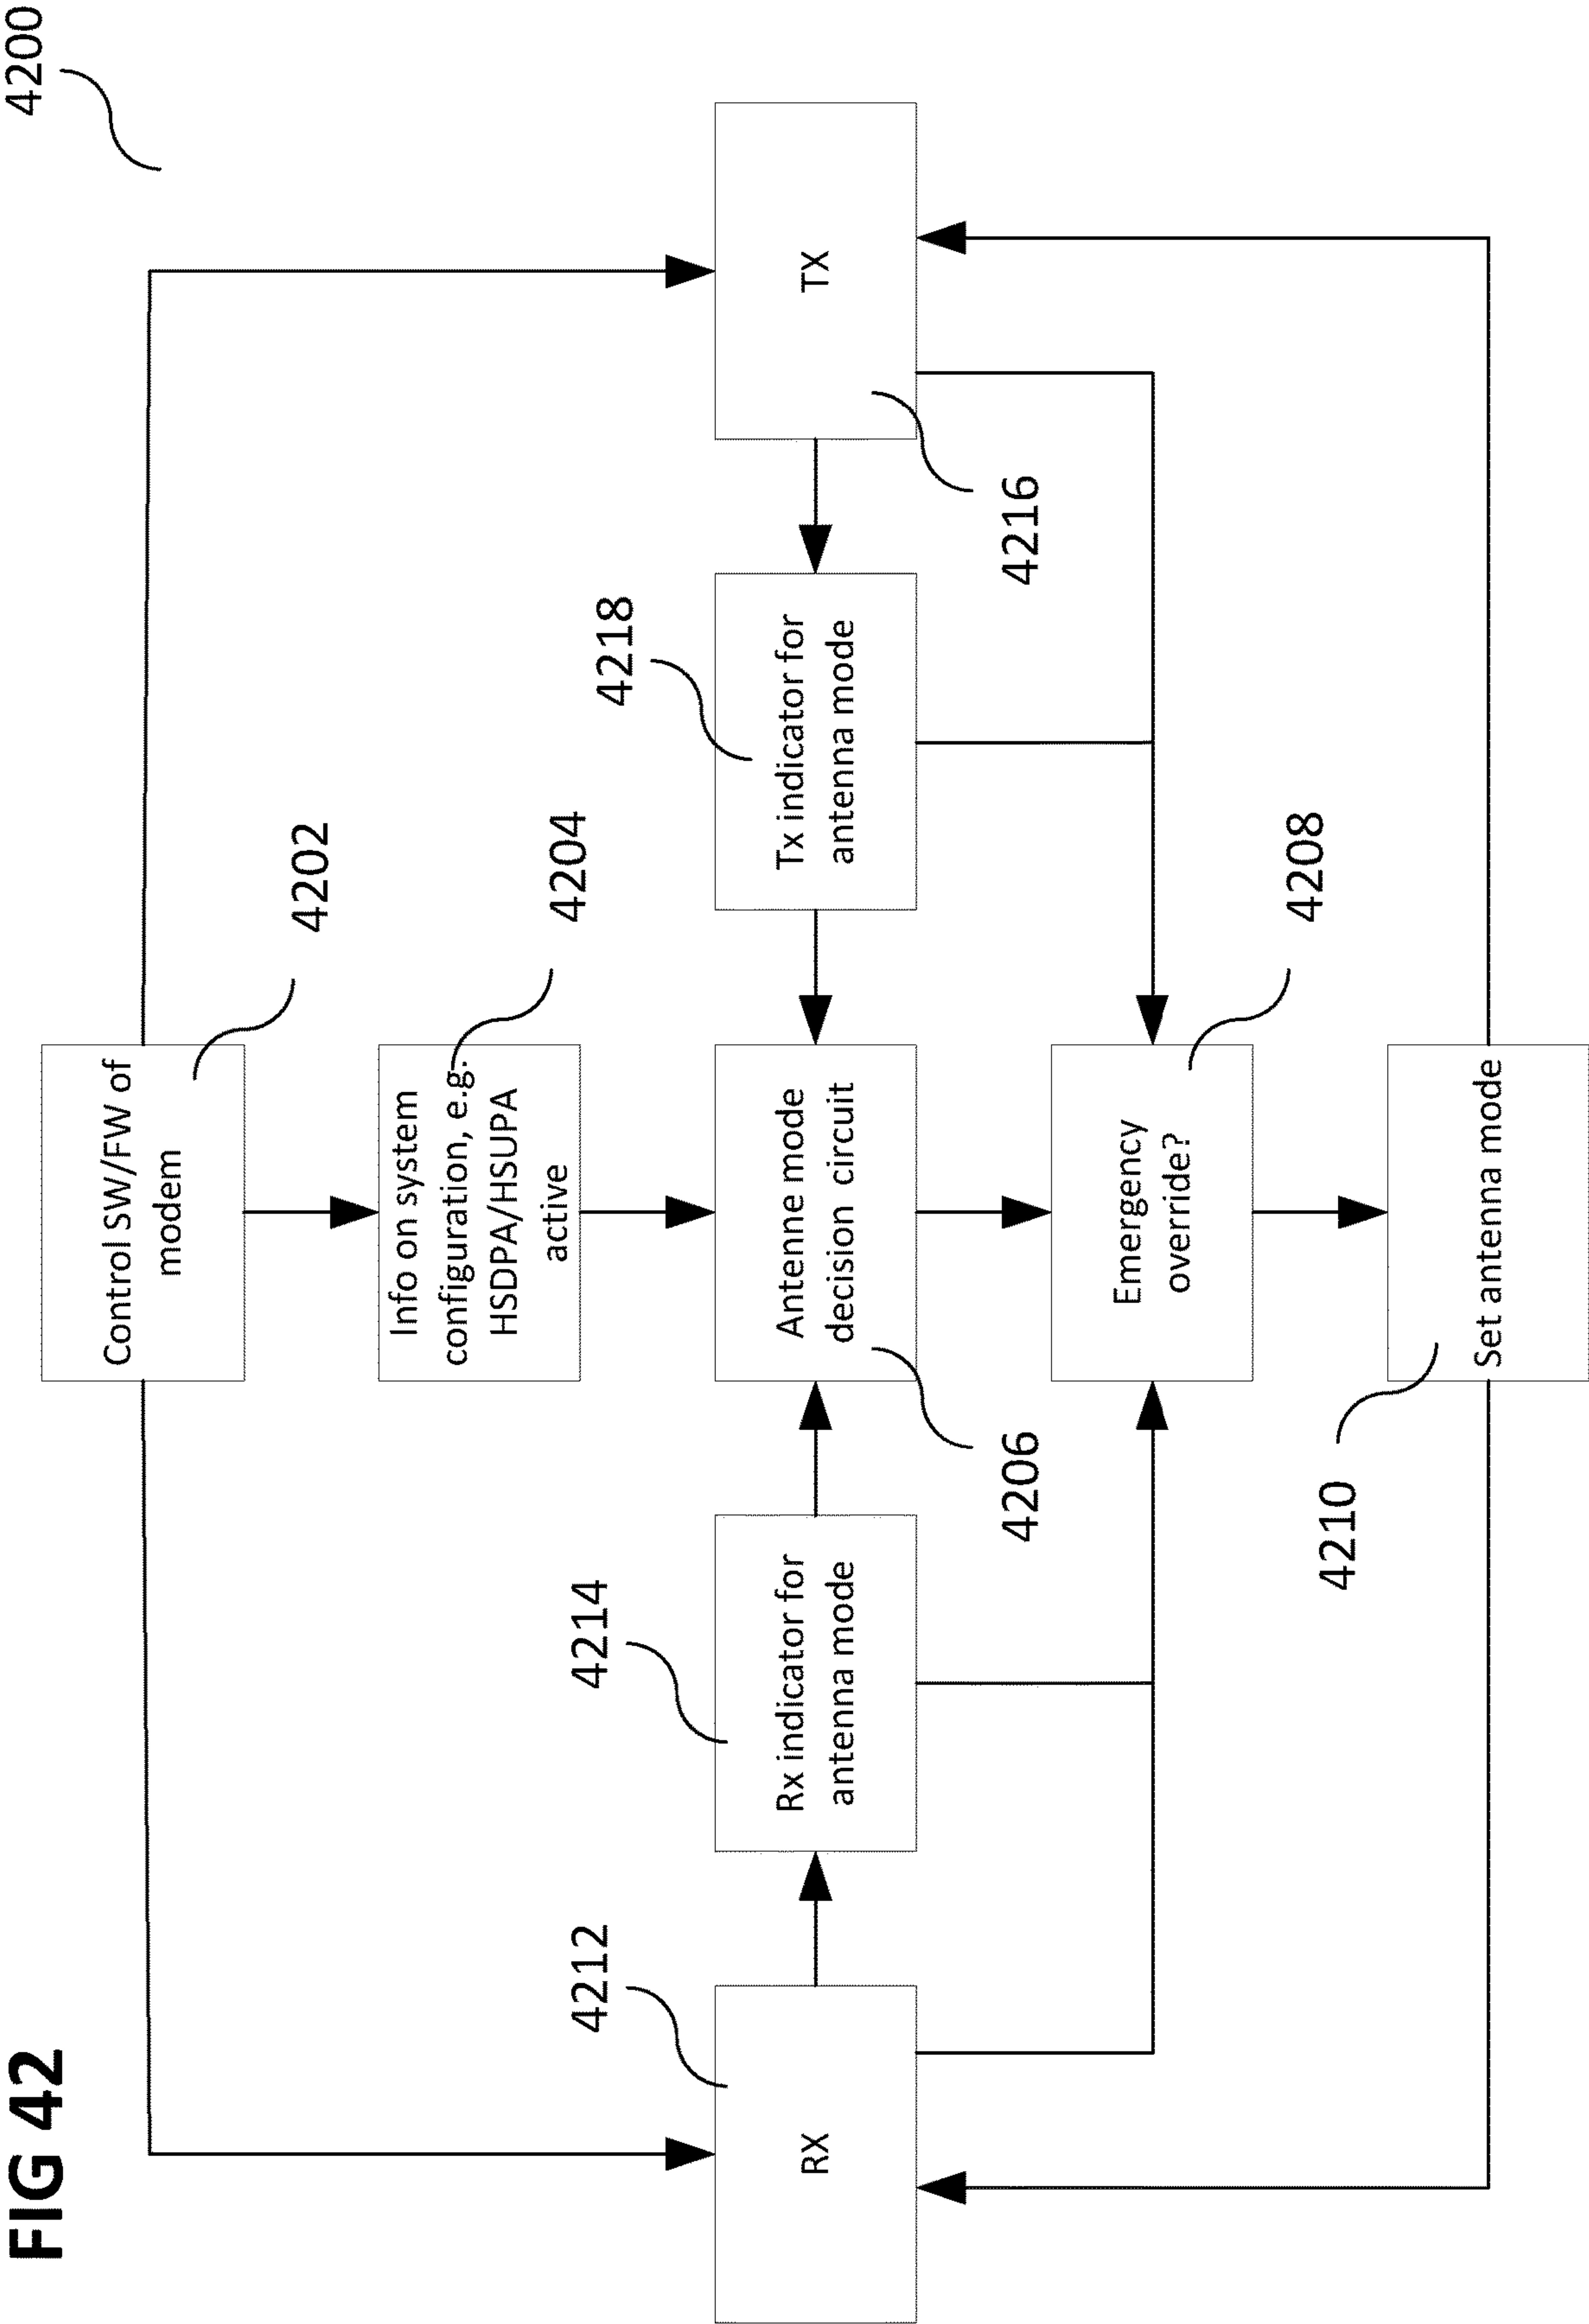 FIG 42
4200
Control SW/FW of
modem
4202
Info on system
configuration, e.g.
HSDPA/HSUPA
active
4204
RX
4212
Rx indicator for
antenna mode
4214
Antenne mode
decision circuit
4206
Tx indicator for
antenna mode
4218
TX
4216
Emergency
override?
4208
Set antenna mode
4210